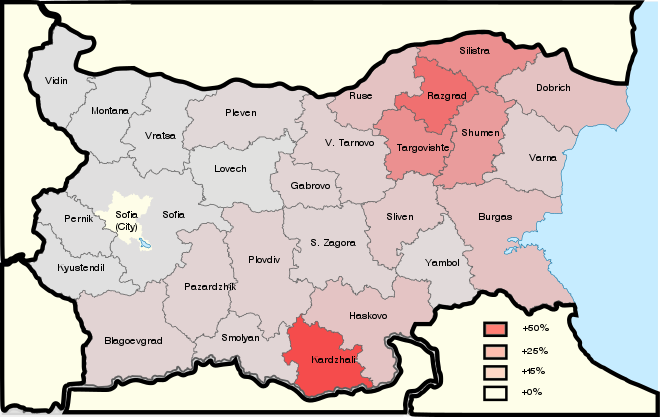 Silistra
Vidin
Dobrich
Ruse
Razgrad
Montana
Pleven
Vratsa
Shumen
V. Tarnovo
Targovishte
Varna
Lovech
Gabrovo
Pernik
Sofia
(City)
Sofia
Sliven
Burgas
S. Zagora
Plovdiv
Yambol
Kyustendil
Pazardzhik
Haskovo
Smolyan
Blagoevgrad
Kardzhali
+50%
+25%
+15%
+0%